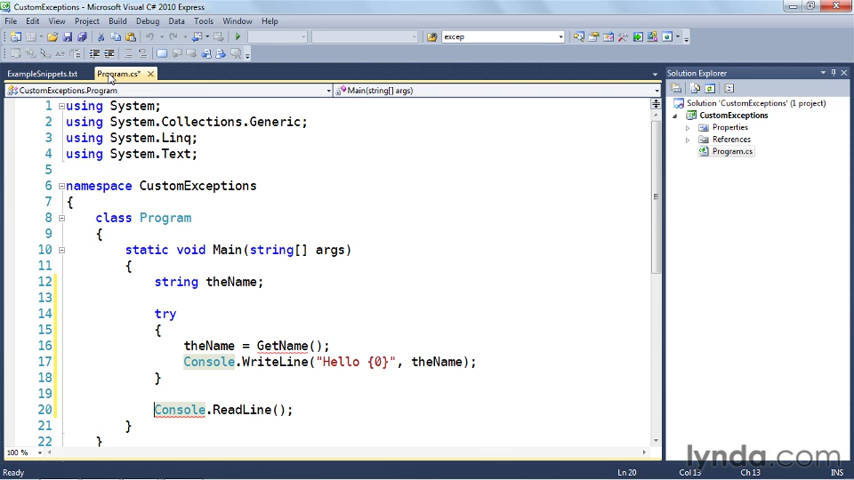 CustomExceptions - Microsoft Visual C# 2010 Express
File Edit View Project Build Debug Data Tools Window Help
excep
ExampleSnippets.txt Program.cs*
CustomExceptions.Program Main(string[] args)
1 using System;
2 using System.Collections.Generic;
3 using System.Linq;
4 using System.Text;
5
6 namespace CustomExceptions
7 {
8 class Program
9 {
10 static void Main(string[] args)
11 {
12 string theName;
13
14 try
15 {
16 theName = GetName();
17 Console.WriteLine("Hello {0}", theName);
18 }
19
20 Console.ReadLine();
21 }
22 }
100 %
Solution Explorer
Solution 'CustomExceptions' (1 project)
CustomExceptions
Properties
References
Program.cs
Ready Ln 20 Col 13 Ch 13 INS
lynda.com